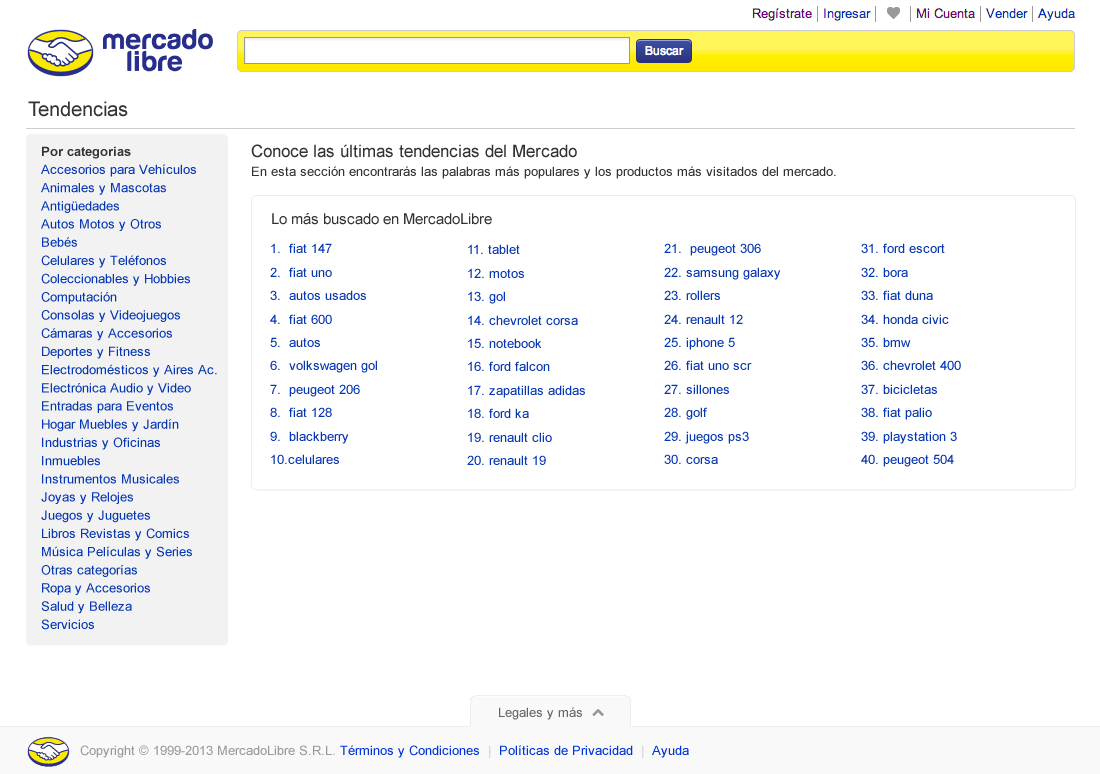 Regístrate Ingresar Mi Cuenta Vender Ayuda
mercado
libre
Buscar
Tendencias
Por categorias
Accesorios para Vehículos
Animales y Mascotas
Antigüedades
Autos Motos y Otros
Bebés
Celulares y Teléfonos
Coleccionables y Hobbies
Computación
Consolas y Videojuegos
Cámaras y Accesorios
Deportes y Fitness
Electrodomésticos y Aires Ac.
Electrónica Audio y Video
Entradas para Eventos
Hogar Muebles y Jardín
Industrias y Oficinas
Inmuebles
Instrumentos Musicales
Joyas y Relojes
Juegos y Juguetes
Libros Revistas y Comics
Música Películas y Series
Otras categorías
Ropa y Accesorios
Salud y Belleza
Servicios
Conoce las últimas tendencias del Mercado
En esta sección encontrarás las palabras más populares y los productos más visitados del mercado.
Lo más buscado en MercadoLibre
1. fiat 147
2. fiat uno
3. autos usados
4. fiat 600
5. autos
6. volkswagen gol
7. peugeot 206
8. fiat 128
9. blackberry
10.celulares
11. tablet
12. motos
13. gol
14. chevrolet corsa
15. notebook
16. ford falcon
17. zapatillas adidas
18. ford ka
19. renault clio
20. renault 19
21. peugeot 306
22. samsung galaxy
23. rollers
24. renault 12
25. iphone 5
26. fiat uno scr
27. sillones
28. golf
29. juegos ps3
30. corsa
31. ford escort
32. bora
33. fiat duna
34. honda civic
35. bmw
36. chevrolet 400
37. bicicletas
38. fiat palio
39. playstation 3
40. peugeot 504
Legales y más
Copyright © 1999-2013 MercadoLibre S.R.L. Términos y Condiciones | Políticas de Privacidad | Ayuda